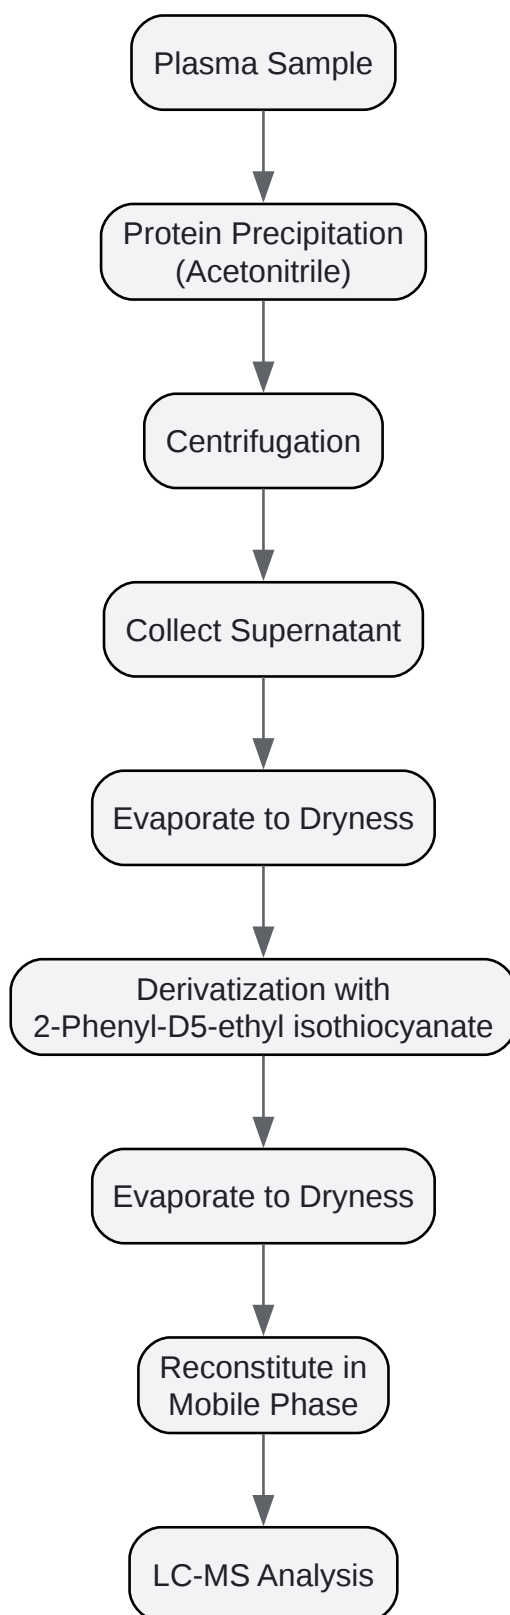 Plasma Sample
Protein Precipitation
(Acetonitrile)
Centrifugation
Collect Supernatant
Evaporate to Dryness
Derivatization with
2-Phenyl-D5-ethyl isothiocyanate
Evaporate to Dryness
Reconstitute in
Mobile Phase
LC-MS Analysis